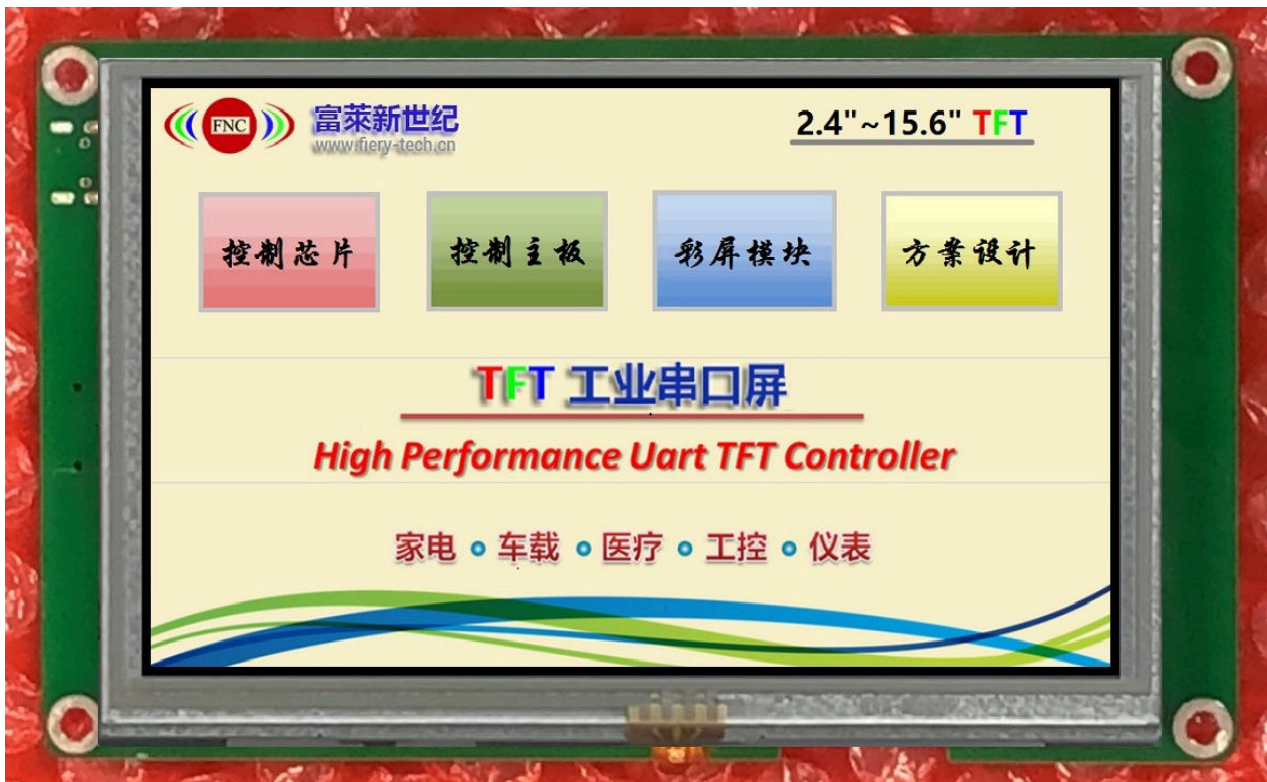 FNC
富莱新世纪
www.fiery-tech.cn
2.4"~15.6" TFT
控制芯片
控制主板
彩屏模块
方案设计
TFT 工业串口屏
High Performance Uart TFT Controller
家电 • 车载 • 医疗 • 工控 • 仪表